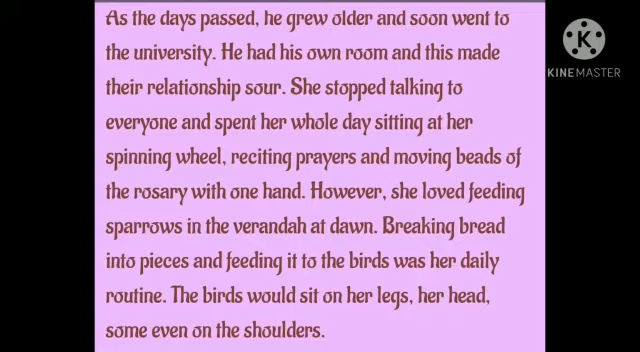 As the days passed, he grew older and soon went to
the university. He had his own room and this made
their relationship sour. She stopped talking to
everyone and spent her whole day sitting at her
spinning wheel, reciting prayers and moving beads of
the rosary with one hand. However, she loved feeding
sparrows in the verandah at dawn. Breaking bread
into pieces and feeding it to the birds was her daily
routine. The birds would sit on her legs, her head,
some even on the shoulders.
K
KINEMASTER